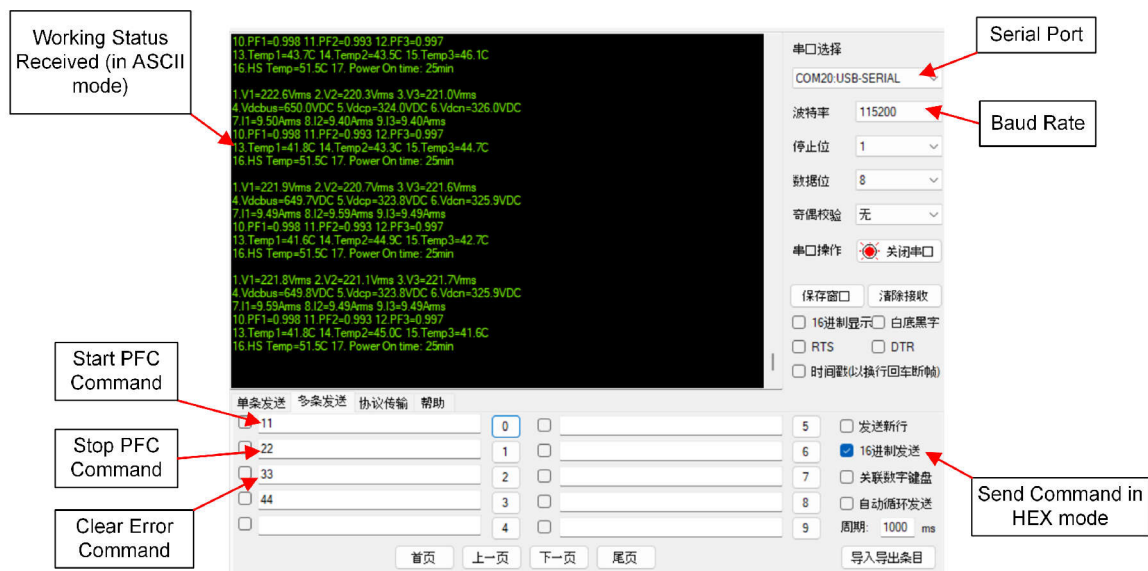 Working Status
Received (in ASCII
mode)
10.PF1=0.998 11.PF2=0.993 12.PF3=0.997
13.Temp1=43.7C 14.Temp2=43.5C 15.Temp3=46.1C
16.HS Temp=51.5C 17. Power On time: 25min
1.V1=222.6Vrms 2.V2=220.3Vrms 3.V3=221.0Vrms
4.Vdcbus=650.0VDC 5.Vdcp=324.0VDC 6.Vdcn=326.0VDC
7.I1=9.50Arms 8.I2=9.40Arms 9.I3=9.40Arms
10.PF1=0.998 11.PF2=0.993 12.PF3=0.997
13.Temp1=41.8C 14.Temp2=43.3C 15.Temp3=44.7C
16.HS Temp=51.5C 17. Power On time: 25min
1.V1=221.9Vrms 2.V2=220.7Vrms 3.V3=221.6Vrms
4.Vdcbus=649.7VDC 5.Vdcp=323.8VDC 6.Vdcn=325.9VDC
7.I1=9.49Arms 8.I2=9.59Arms 9.I3=9.49Arms
10.PF1=0.998 11.PF2=0.993 12.PF3=0.997
13.Temp1=41.6C 14.Temp2=44.9C 15.Temp3=42.7C
16.HS Temp=51.5C 17. Power On time: 25min
1.V1=221.8Vrms 2.V2=221.1Vrms 3.V3=221.7Vrms
4.Vdcbus=649.8VDC 5.Vdcp=323.8VDC 6.Vdcn=325.9VDC
7.I1=9.59Arms 8.I2=9.49Arms 9.I3=9.49Arms
10.PF1=0.998 11.PF2=0.993 12.PF3=0.997
13.Temp1=41.8C 14.Temp2=45.0C 15.Temp3=41.6C
16.HS Temp=51.5C 17. Power On time: 25min
串口选择
COM20:USB-SERIAL
波特率 115200
停止位 1
数据位 8
奇偶校验 无
串口操作 关闭串口
保存窗口 清除接收
16进制显示 白底黑字
RTS DTR
时间戳(以换行回车断帧)
Serial Port
Baud Rate
Start PFC
Command
Stop PFC
Command
Clear Error
Command
单条发送 多条发送 协议传输 帮助
11 0 5 发送新行
22 1 6 16进制发送
33 2 7 关联数字键盘
44 3 8 自动循环发送
4 9 周期: 1000 ms
首页 上一页 下一页 尾页 导入导出条目
Send Command in
HEX mode